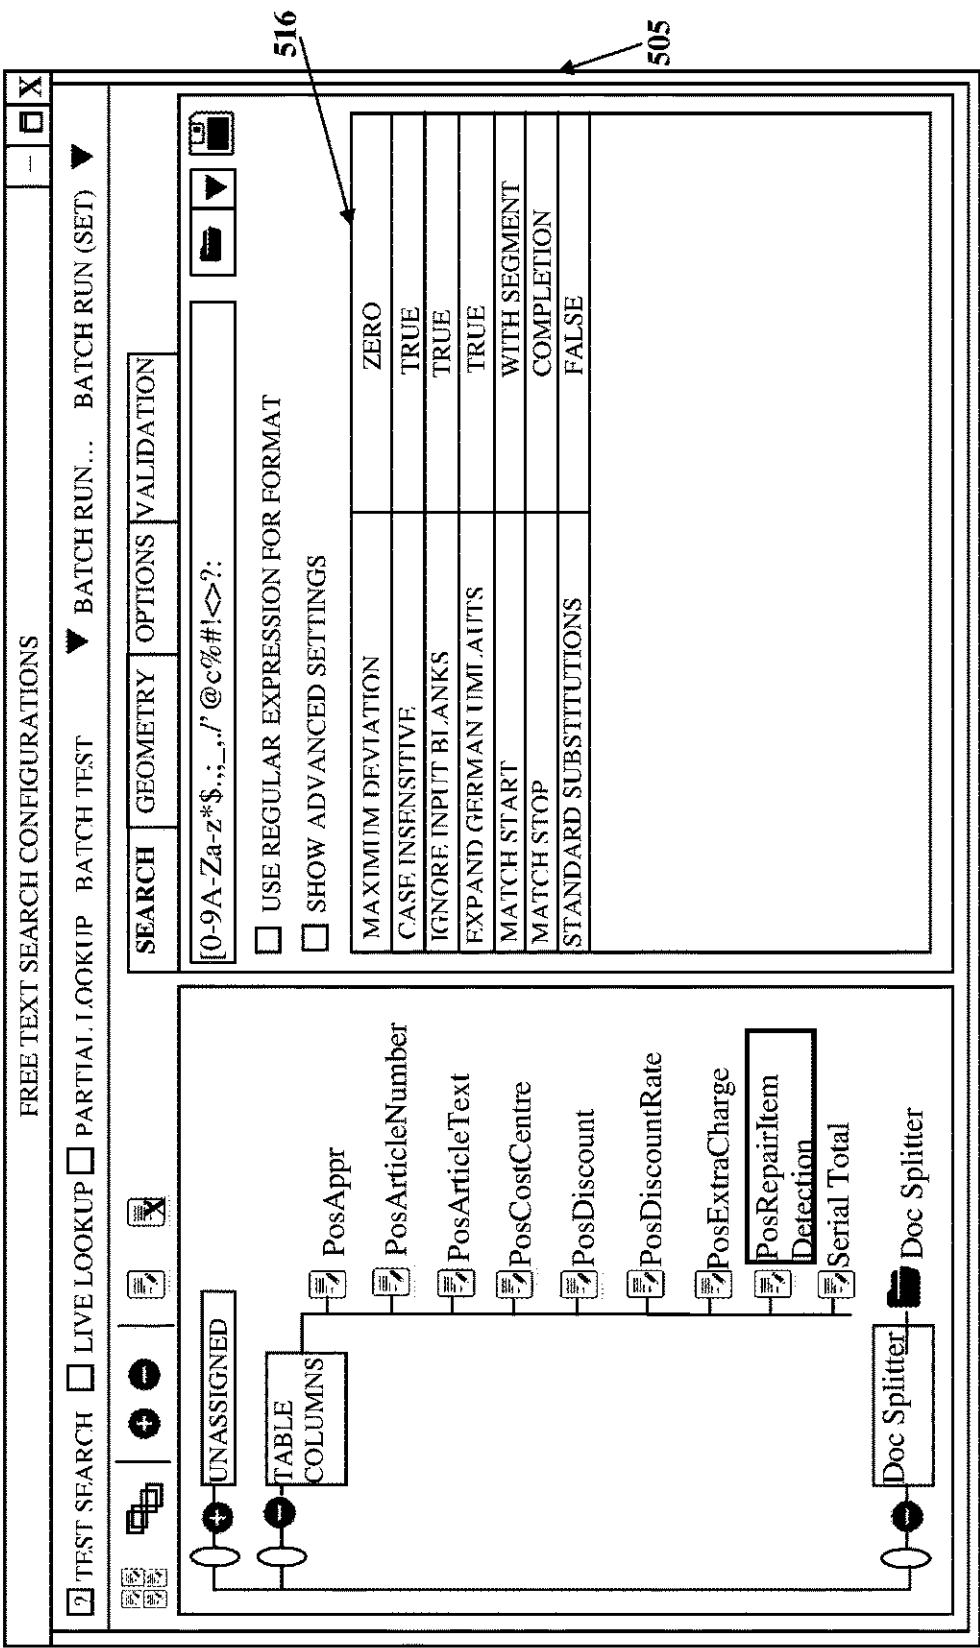 FREE TEXT SEARCH CONFIGURATIONS
– X
? TEST SEARCH LIVE LOOKUP PARTIAL LOOKUP BATCH TEST BATCH RUN... BATCH RUN (SET)
SEARCH GEOMETRY OPTIONS VALIDATION
[0-9A-Za-z*$.,;_,./'@c%#!<>?:
USE REGULAR EXPRESSION FOR FORMAT
SHOW ADVANCED SETTINGS
MAXIMUM DEVIATION ZERO
CASE INSENSITIVE TRUE
IGNORE INPUT BLANKS TRUE
EXPAND GERMAN UMLAUTS TRUE
MATCH START WITH SEGMENT
MATCH STOP COMPLETION
STANDARD SUBSTITUTIONS FALSE
UNASSIGNED
TABLE
COLUMNS
PosAppr
PosArticleNumber
PosArticleText
PosCostCentre
PosDiscount
PosDiscountRate
PosExtraCharge
PosRepairItem
Detection
Serial Total
Doc Splitter Doc Splitter
516
505